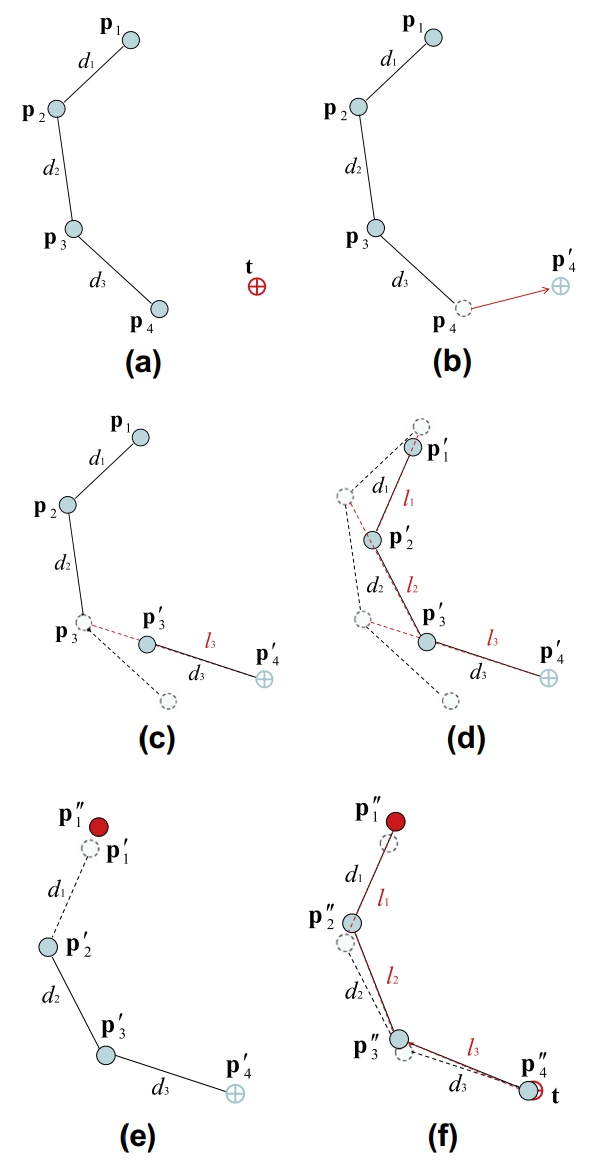 p₁
d₁
p₂
d₂
p₃
d₃
p₄
t
(a)
p₁
d₁
p₂
d₂
p₃
d₃
p₄
p′₄
(b)
p₁
d₁
p₂
d₂
p₃
p′₃
l₃
d₃
p′₄
(c)
p′₁
d₁
l₁
p′₂
d₂
l₂
p′₃
l₃
d₃
p′₄
(d)
p″₁
p′₁
d₁
p′₂
d₂
p′₃
d₃
p′₄
(e)
p″₁
d₁
l₁
p″₂
l₂
d₂
p″₃
l₃
d₃
p″₄
t
(f)